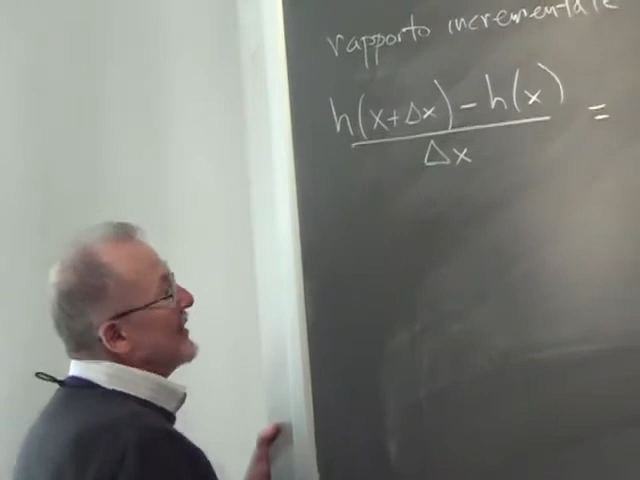 rapporto incrementale
h(x+Δx) - h(x)
Δx
=